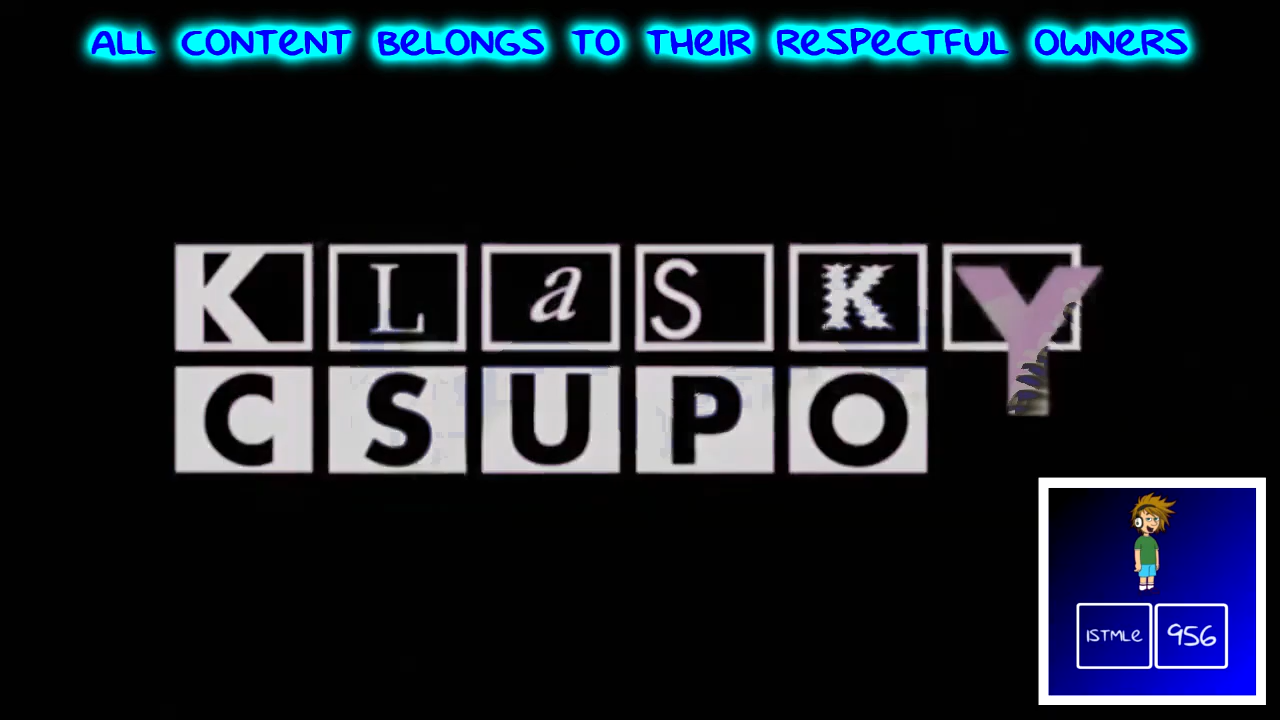 ALL CONTENT BELONGS TO THEIR RESPECTFUL OWNERS
KLaSKY
CSUPO
ISTMLE 956